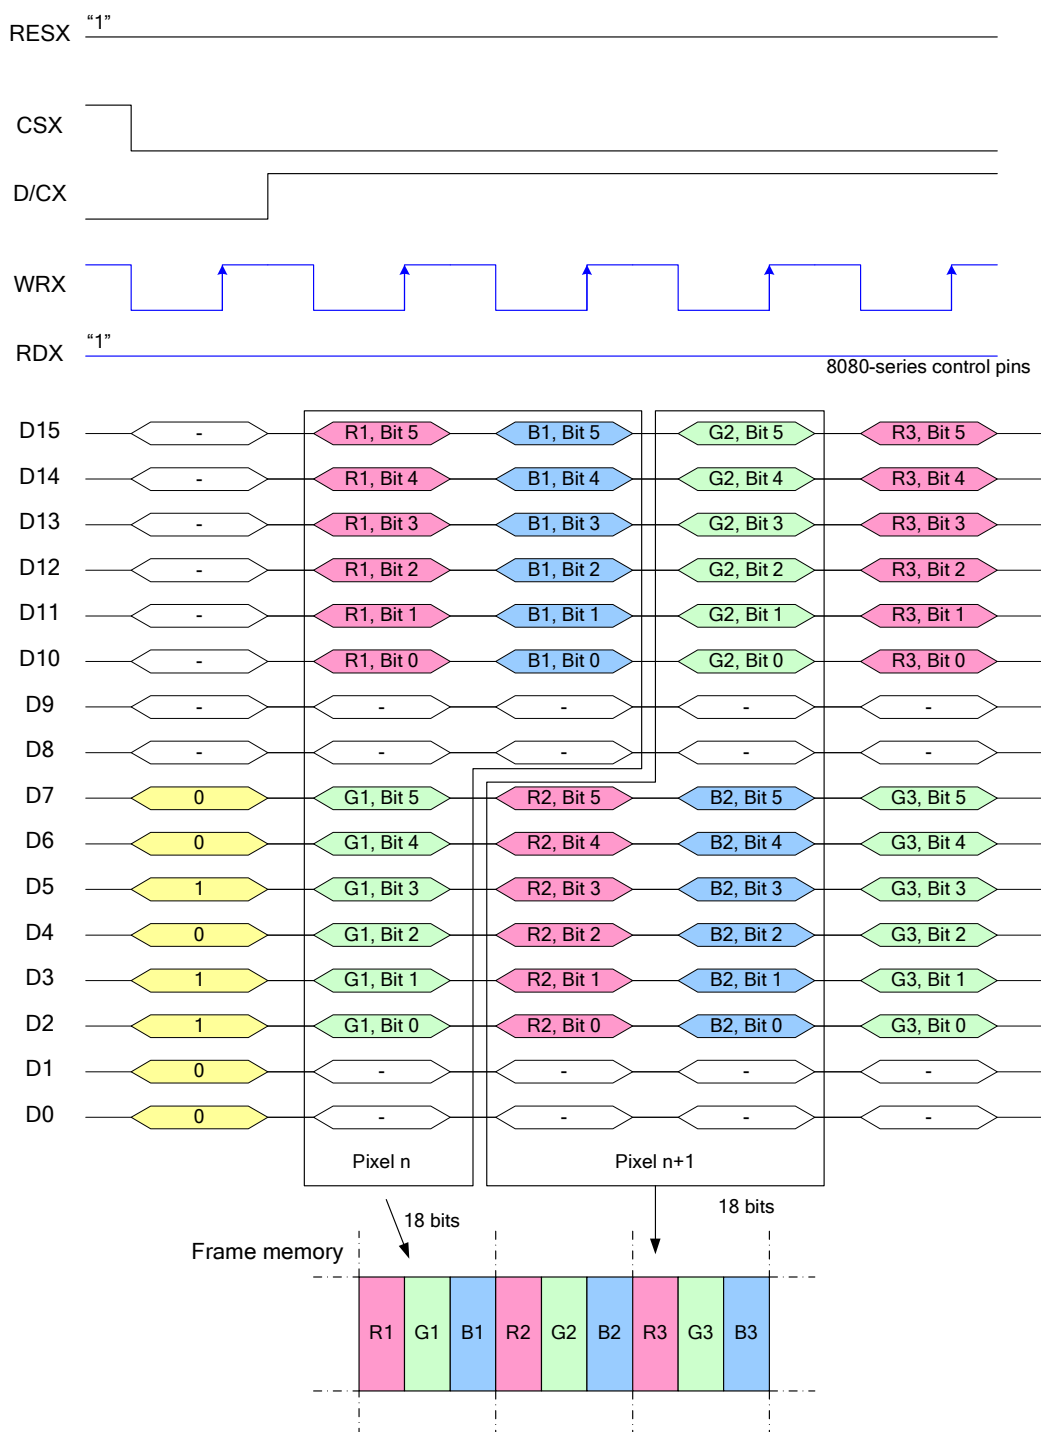 RESX "1"
CSX
D/CX
WRX
RDX "1"
8080-series control pins
D15 - R1, Bit 5 B1, Bit 5 G2, Bit 5 R3, Bit 5
D14 - R1, Bit 4 B1, Bit 4 G2, Bit 4 R3, Bit 4
D13 - R1, Bit 3 B1, Bit 3 G2, Bit 3 R3, Bit 3
D12 - R1, Bit 2 B1, Bit 2 G2, Bit 2 R3, Bit 2
D11 - R1, Bit 1 B1, Bit 1 G2, Bit 1 R3, Bit 1
D10 - R1, Bit 0 B1, Bit 0 G2, Bit 0 R3, Bit 0
D9 - - - - -
D8 - - - - -
D7 0 G1, Bit 5 R2, Bit 5 B2, Bit 5 G3, Bit 5
D6 0 G1, Bit 4 R2, Bit 4 B2, Bit 4 G3, Bit 4
D5 1 G1, Bit 3 R2, Bit 3 B2, Bit 3 G3, Bit 3
D4 0 G1, Bit 2 R2, Bit 2 B2, Bit 2 G3, Bit 2
D3 1 G1, Bit 1 R2, Bit 1 B2, Bit 1 G3, Bit 1
D2 1 G1, Bit 0 R2, Bit 0 B2, Bit 0 G3, Bit 0
D1 0 - - - -
D0 0 - - - -
Pixel n Pixel n+1
18 bits 18 bits
Frame memory
R1 G1 B1 R2 G2 B2 R3 G3 B3